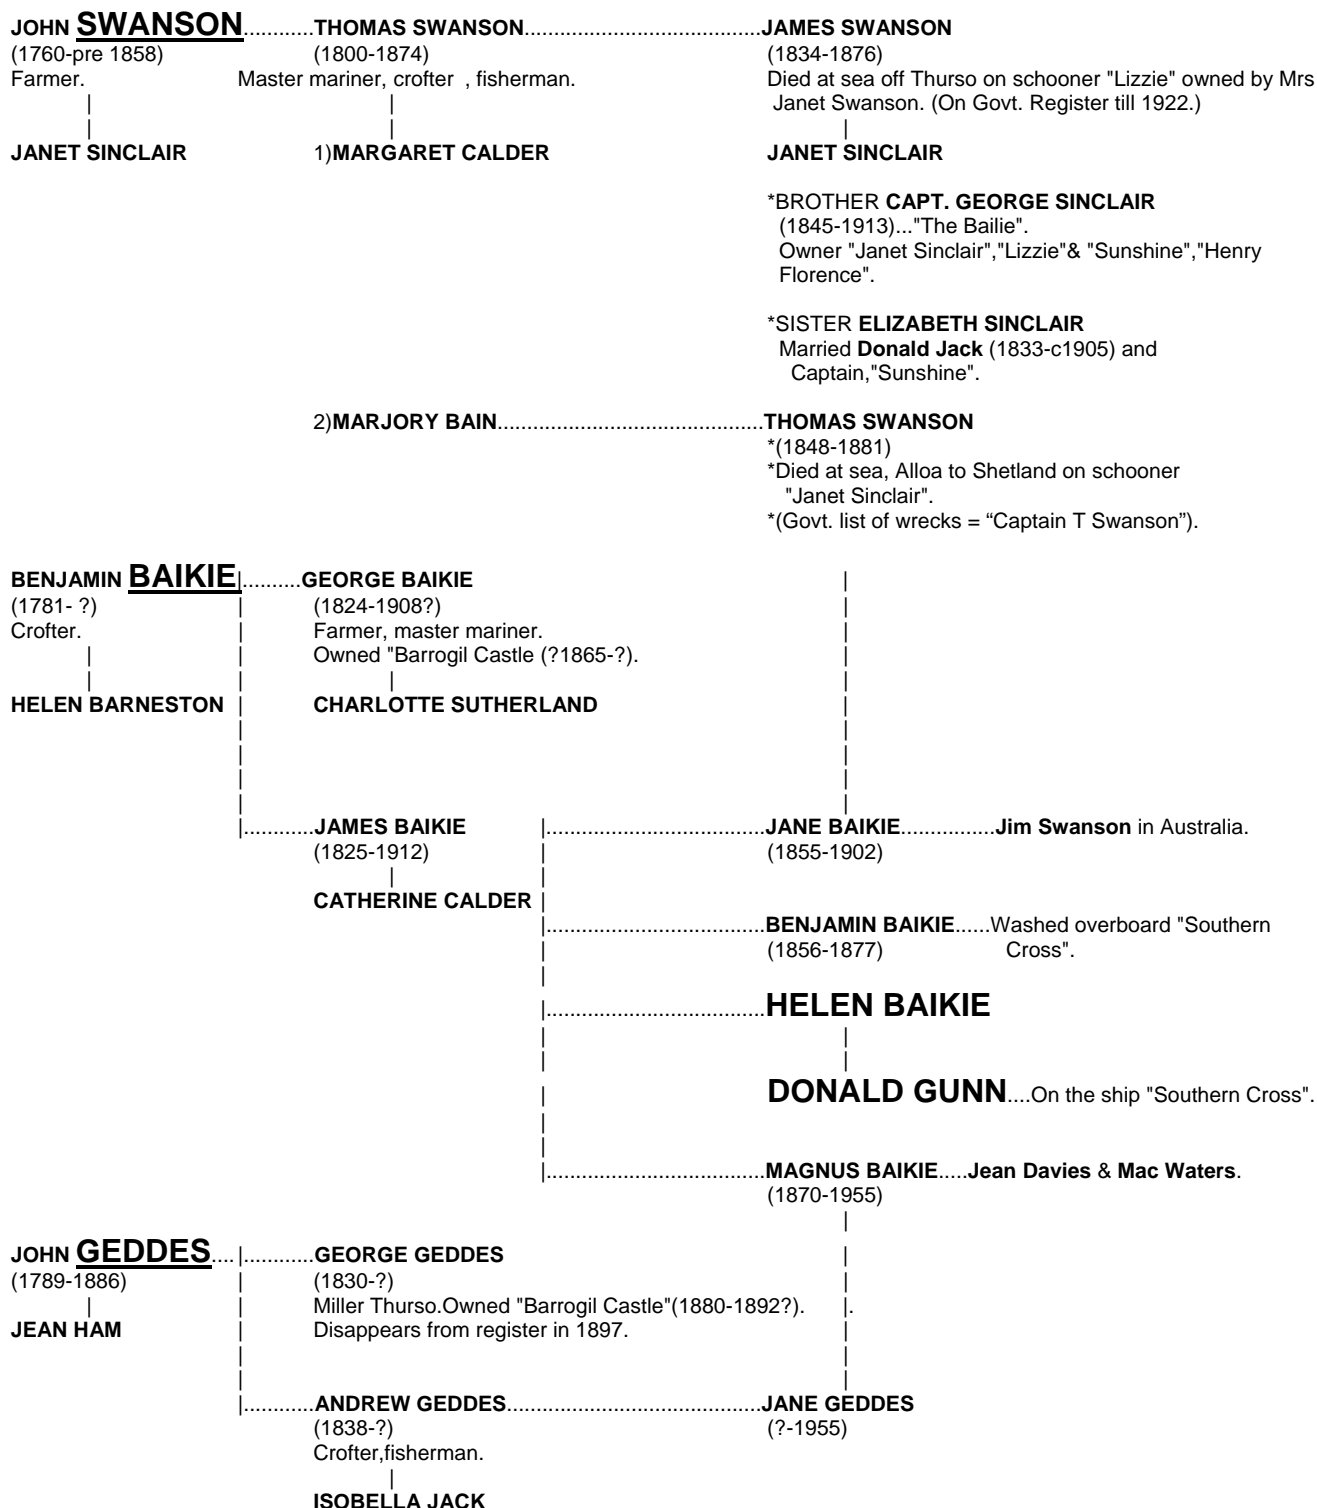 JOHN SWANSON............THOMAS SWANSON........................................JAMES SWANSON
(1760-pre 1858) (1800-1874) (1834-1876)
Farmer. Master mariner, crofter , fisherman. Died at sea off Thurso on schooner "Lizzie" owned by Mrs
Janet Swanson. (On Govt. Register till 1922.)
JANET SINCLAIR 1)MARGARET CALDER JANET SINCLAIR
*BROTHER CAPT. GEORGE SINCLAIR
(1845-1913)..."The Bailie".
Owner "Janet Sinclair","Lizzie"& "Sunshine","Henry
Florence".
*SISTER ELIZABETH SINCLAIR
Married Donald Jack (1833-c1905) and
Captain,"Sunshine".
2)MARJORY BAIN.............................................THOMAS SWANSON
*(1848-1881)
*Died at sea, Alloa to Shetland on schooner
"Janet Sinclair".
*(Govt. list of wrecks = “Captain T Swanson”).
BENJAMIN BAIKIE|..........GEORGE BAIKIE
(1781- ?) (1824-1908?)
Crofter. Farmer, master mariner.
Owned "Barrogil Castle (?1865-?).
HELEN BARNESTON CHARLOTTE SUTHERLAND
|............JAMES BAIKIE |.....................................JANE BAIKIE................Jim Swanson in Australia.
(1825-1912) (1855-1902)
CATHERINE CALDER
|.....................................BENJAMIN BAIKIE......Washed overboard "Southern
(1856-1877) Cross".
|.....................................HELEN BAIKIE
DONALD GUNN....On the ship "Southern Cross".
|.....................................MAGNUS BAIKIE.....Jean Davies & Mac Waters.
(1870-1955)
JOHN GEDDES.... |............GEORGE GEDDES
(1789-1886) (1830-?)
Miller Thurso.Owned "Barrogil Castle"(1880-1892?). |.
JEAN HAM Disappears from register in 1897.
|............ANDREW GEDDES...........................................JANE GEDDES
(1838-?) (?-1955)
Crofter,fisherman.
ISOBELLA JACK